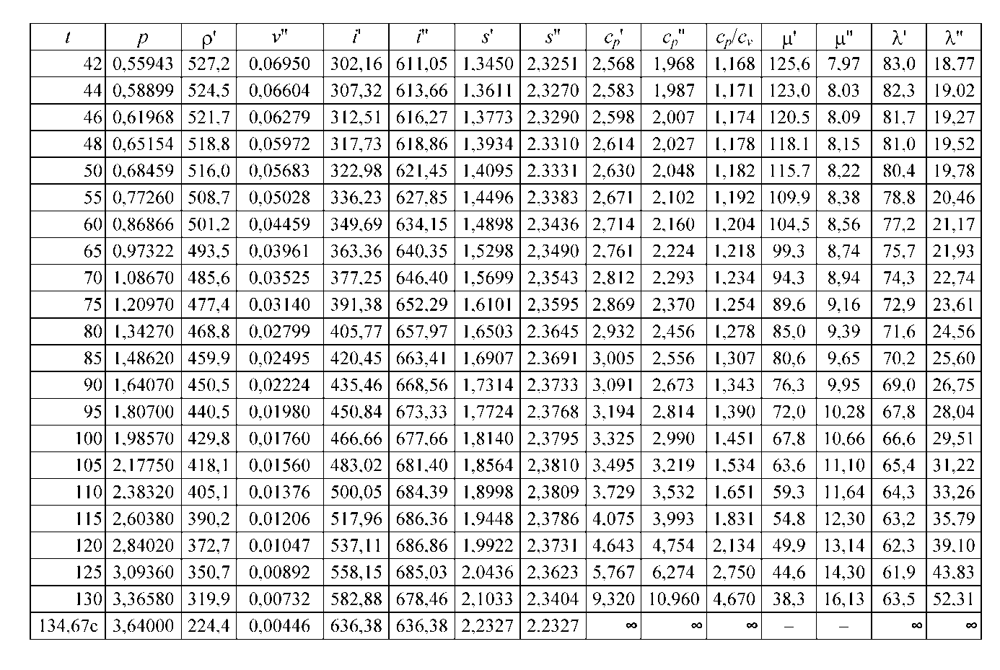 t p ρ' v'' i' i'' s' s'' cp' cp'' cp/cv μ' μ'' λ' λ''
42 0,55943 527,2 0,06950 302,16 611,05 1,3450 2,3251 2,568 1,968 1,168 125,6 7,97 83,0 18,77
44 0,58899 524,5 0,06604 307,32 613,66 1,3611 2,3270 2,583 1,987 1,171 123,0 8,03 82,3 19,02
46 0,61968 521,7 0,06279 312,51 616,27 1,3773 2,3290 2,598 2,007 1,174 120.5 8,09 81,7 19,27
48 0,65154 518,8 0,05972 317,73 618,86 1,3934 2.3310 2,614 2,027 1,178 118.1 8,15 81,0 19,52
50 0,68459 516,0 0,05683 322,98 621,45 1,4095 2.3331 2,630 2,048 1,182 115.7 8,22 80,4 19,78
55 0,77260 508,7 0,05028 336,23 627,85 1,4496 2,3383 2,671 2,102 1,192 109,9 8,38 78,8 20,46
60 0,86866 501,2 0,04459 349,69 634,15 1,4898 2,3436 2,714 2,160 1,204 104,5 8,56 77,2 21,17
65 0,97322 493,5 0,03961 363,36 640,35 1,5298 2,3490 2,761 2,224 1,218 99,3 8,74 75,7 21,93
70 1,08670 485,6 0,03525 377,25 646,40 1,5699 2,3543 2,812 2,293 1,234 94,3 8,94 74,3 22,74
75 1,20970 477,4 0,03140 391,38 652,29 1,6101 2,3595 2,869 2,370 1,254 89,6 9,16 72,9 23,61
80 1,34270 468,8 0,02799 405,77 657,97 1,6503 2.3645 2,932 2,456 1,278 85,0 9,39 71,6 24,56
85 1,48620 459,9 0,02495 420,45 663,41 1,6907 2.3691 3,005 2,556 1,307 80,6 9,65 70,2 25,60
90 1,64070 450,5 0,02224 435,46 668,56 1,7314 2.3733 3,091 2,673 1,343 76,3 9,95 69,0 26,75
95 1,80700 440,5 0,01980 450,84 673,33 1,7724 2,3768 3,194 2,814 1,390 72,0 10,28 67,8 28,04
100 1,98570 429,8 0,01760 466,66 677,66 1,8140 2,3795 3,325 2,990 1,451 67,8 10,66 66,6 29,51
105 2,17750 418,1 0,01560 483,02 681,40 1,8564 2,3810 3,495 3,219 1,534 63,6 11,10 65,4 31,22
110 2,38320 405,1 0,01376 500,05 684,39 1,8998 2,3809 3,729 3,532 1,651 59,3 11,64 64,3 33,26
115 2,60380 390,2 0,01206 517,96 686,36 1,9448 2,3786 4,075 3,993 1,831 54,8 12,30 63,2 35,79
120 2,84020 372,7 0,01047 537,11 686,86 1,9922 2,3731 4,643 4,754 2,134 49,9 13,14 62,3 39,10
125 3,09360 350,7 0,00892 558,15 685,03 2,0436 2,3623 5,767 6,274 2,750 44,6 14,30 61,9 43,83
130 3,36580 319,9 0,00732 582,88 678,46 2,1033 2,3404 9,320 10,960 4,670 38,3 16,13 63,5 52,31
134,67c 3,64000 224,4 0,00446 636,38 636,38 2,2327 2.2327 ∞ ∞ ∞ – – ∞ ∞